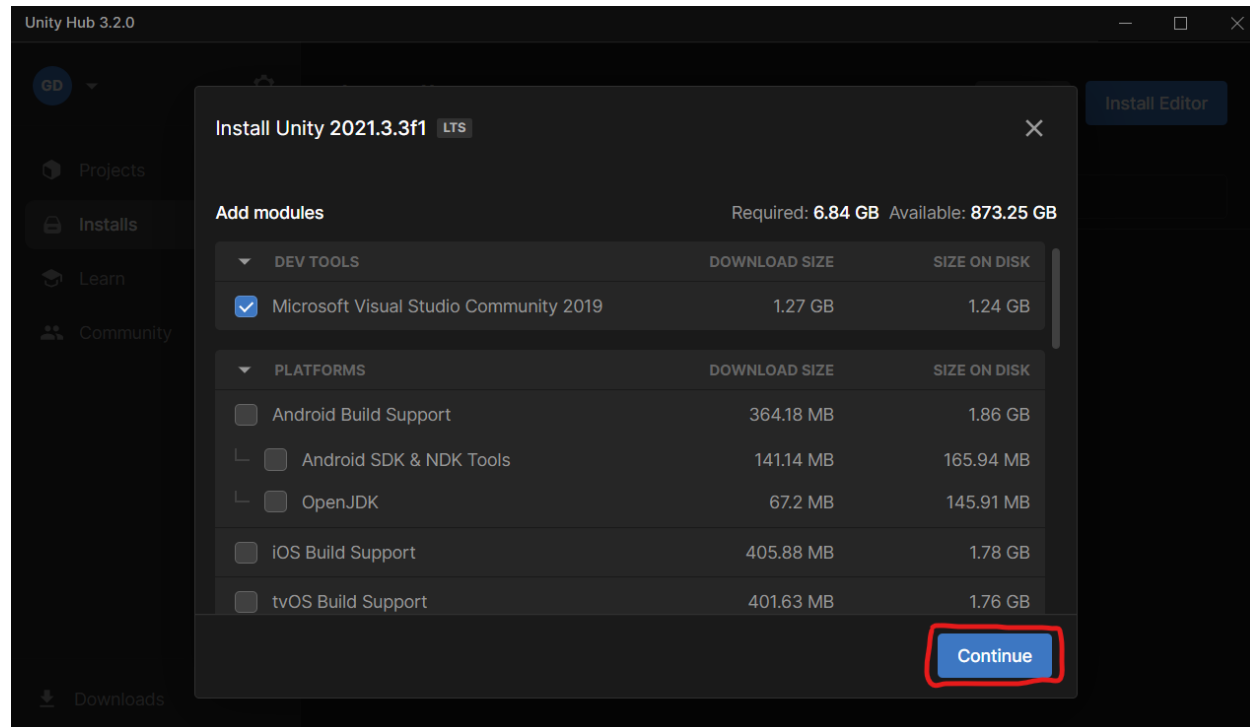 Unity Hub 3.2.0
GD
Install Editor
Projects
Installs
Learn
Community
Downloads
Install Unity 2021.3.3f1 LTS
Add modules Required: 6.84 GB Available: 873.25 GB
DEV TOOLS DOWNLOAD SIZE SIZE ON DISK
Microsoft Visual Studio Community 2019 1.27 GB 1.24 GB
PLATFORMS DOWNLOAD SIZE SIZE ON DISK
Android Build Support 364.18 MB 1.86 GB
Android SDK & NDK Tools 141.14 MB 165.94 MB
OpenJDK 67.2 MB 145.91 MB
iOS Build Support 405.88 MB 1.78 GB
tvOS Build Support 401.63 MB 1.76 GB
Continue